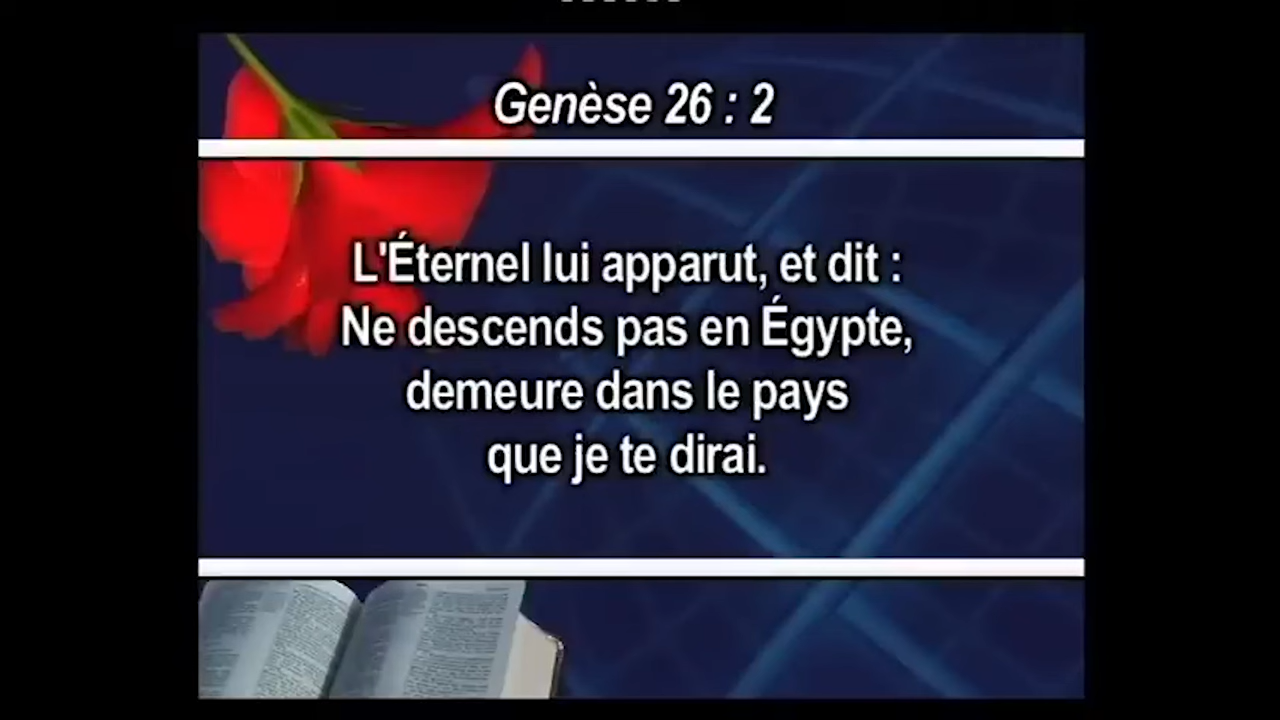 Genèse 26 : 2
L'Éternel lui apparut, et dit :
Ne descends pas en Égypte,
demeure dans le pays
que je te dirai.